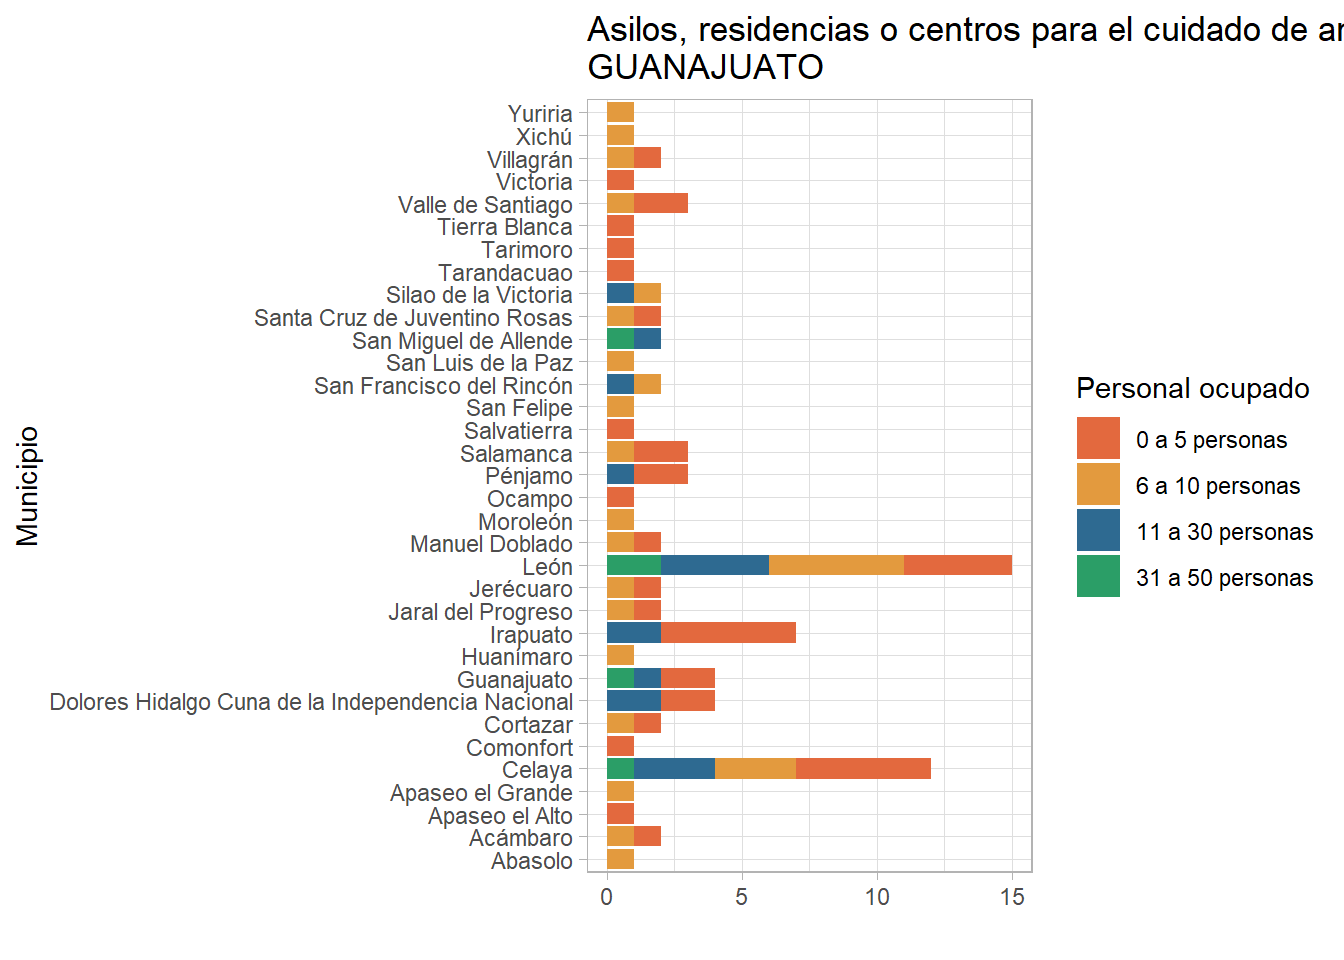 Asilos, residencias o centros para el cuidado de
GUANAJUATO
Yuriria
Xichú
Villagrán
Victoria
Valle de Santiago
Tierra Blanca
Tarimoro
Tarandacuao
Silao de la Victoria
Santa Cruz de Juventino Rosas
San Miguel de Allende
San Luis de la Paz
San Francisco del Rincón
San Felipe
Salvatierra
Salamanca
Pénjamo
Ocampo
Moroleón
Manuel Doblado
León
Jerécuaro
Jaral del Progreso
Irapuato
Huanímaro
Guanajuato
Dolores Hidalgo Cuna de la Independencia Nacional
Cortazar
Comonfort
Celaya
Apaseo el Grande
Apaseo el Alto
Acámbaro
Abasolo
Municipio
0 5 10 15
Personal ocupado
0 a 5 personas
6 a 10 personas
11 a 30 personas
31 a 50 personas